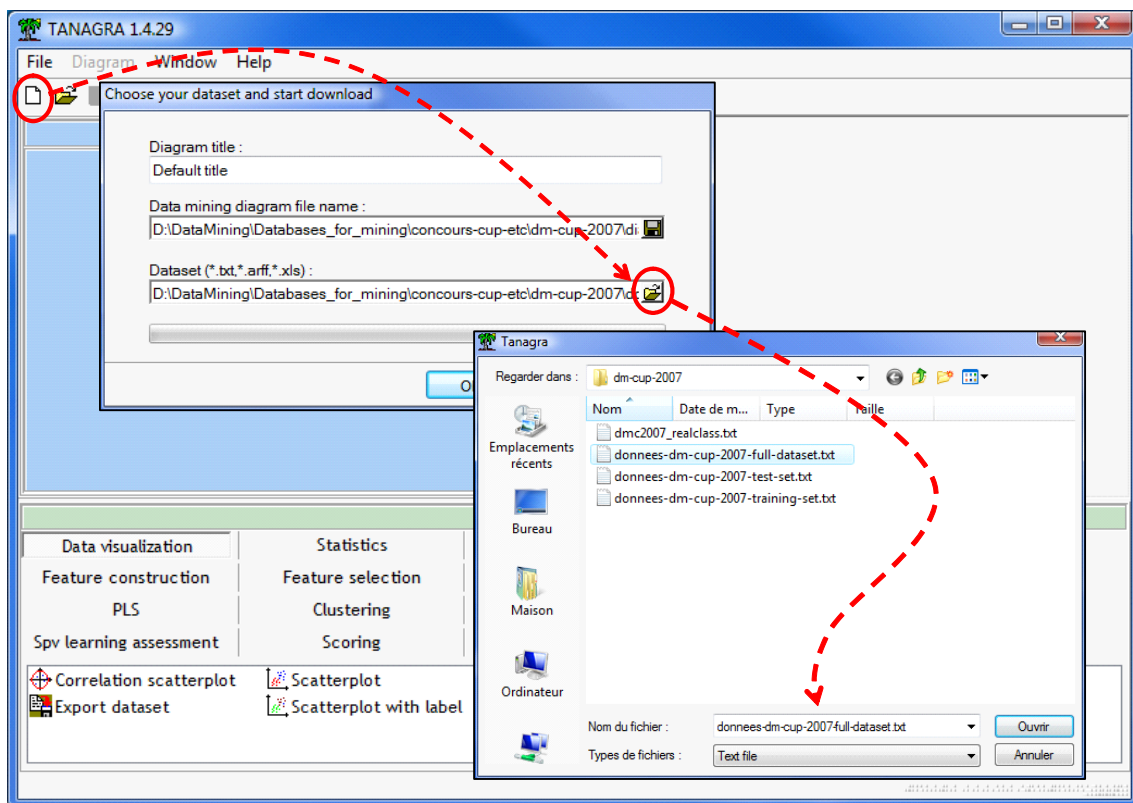 TANAGRA 1.4.29
File Diagram Window Help
Choose your dataset and start download
Diagram title :
Default title
Data mining diagram file name :
D:\DataMining\Databases_for_mining\concours-cup-etc\dm-cup-2007\di
Dataset (*.txt,*.arff,*.xls) :
D:\DataMining\Databases_for_mining\concours-cup-etc\dm-cup-2007\
Tanagra
Regarder dans :
dm-cup-2007
Nom Date de m... Type Taille
dmc2007_realclass.txt
donnees-dm-cup-2007-full-dataset.txt
donnees-dm-cup-2007-test-set.txt
donnees-dm-cup-2007-training-set.txt
Emplacements
récents
Bureau
Maison
Ordinateur
Nom du fichier :
donnees-dm-cup-2007-full-dataset.txt
Ouvrir
Types de fichiers :
Text file
Annuler
Data visualization Statistics
Feature construction Feature selection
PLS Clustering
Spv learning assessment Scoring
Correlation scatterplot Scatterplot
Export dataset Scatterplot with label